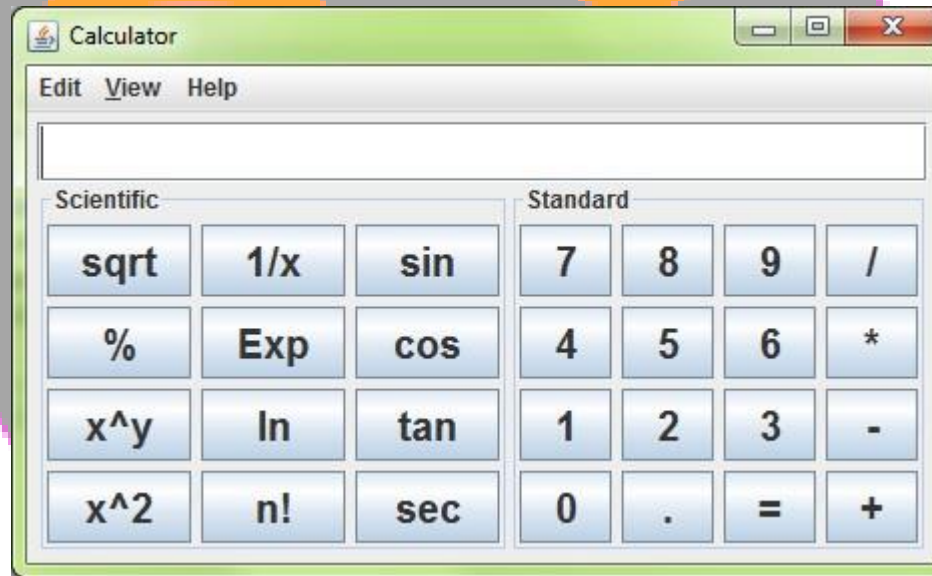 Calculator
Edit View Help
Scientific Standard
sqrt 1/x sin 7 8 9 /
% Exp cos 4 5 6 *
x^y ln tan 1 2 3 -
x^2 n! sec 0 . = +